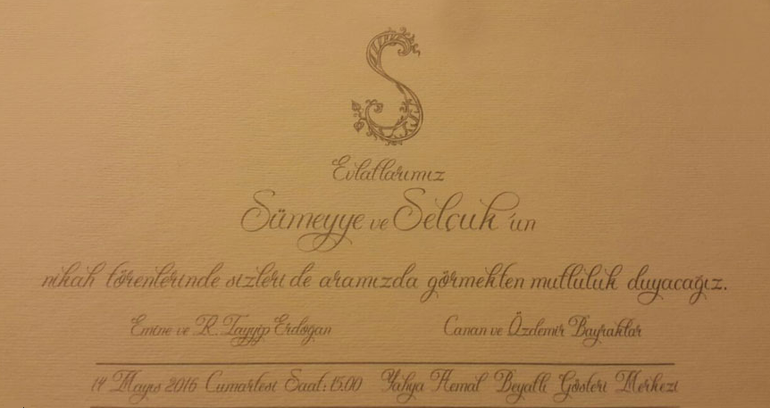 S
Evlatlarımız
Sümeyye ve Selçuk'un
nikah törenlerinde sizleri de aramızda görmekten mutluluk duyacağız.
Emine ve R. Tayyip Erdoğan Canan ve Özdemir Bayraktar
14 Mayıs 2016 Cumartesi Saat: 15.00 Yahya Kemal Beyatlı Gösteri Merkezi